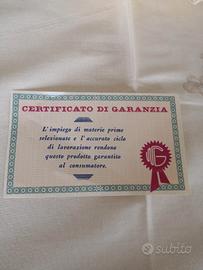 CERTIFICATO DI GARANZIA
L'impiego di materie prime
selezionate e l'accurato ciclo
di lavorazione rendono
questo prodotto garantito
al consumatore.
G
subito